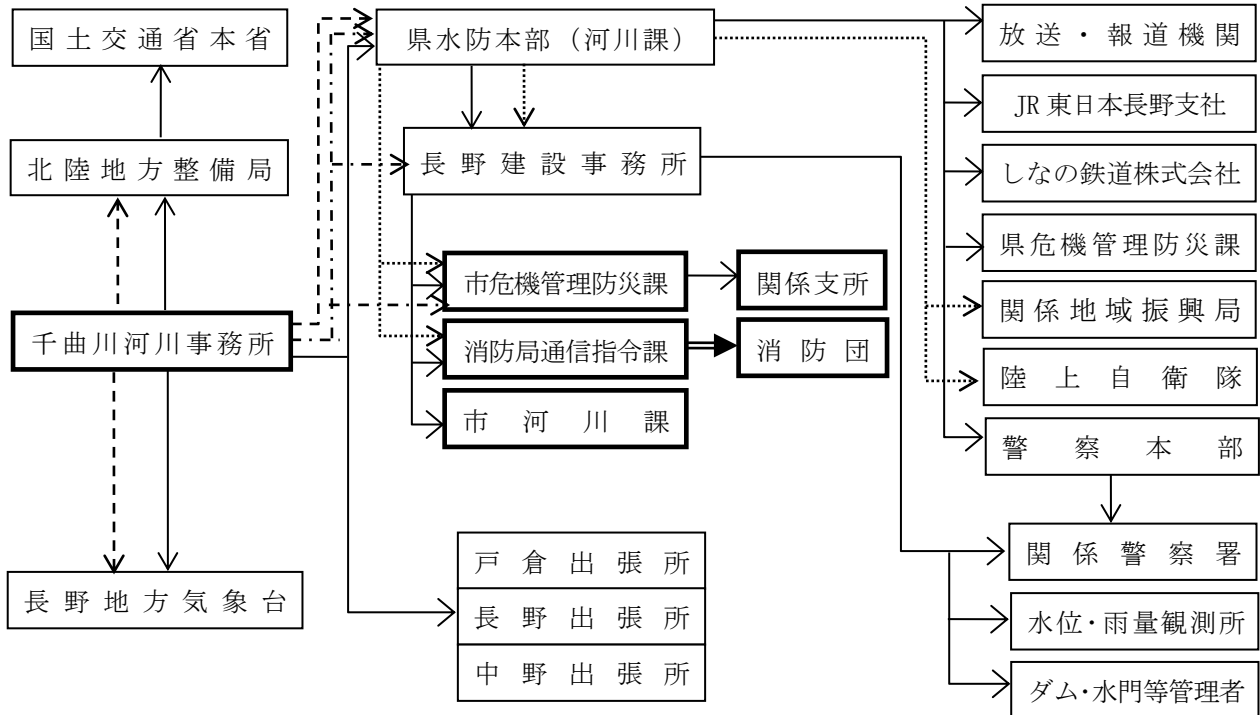 国土交通省本省
北陸地方整備局
千曲川河川事務所
長野地方気象台
県水防本部（河川課）
長野建設事務所
市危機管理防災課
消防局通信指令課
市河川課
関係支所
消防団
戸倉出張所
長野出張所
中野出張所
放送・報道機関
JR東日本長野支社
しなの鉄道株式会社
県危機管理防災課
関係地域振興局
陸上自衛隊
警察本部
関係警察署
水位・雨量観測所
ダム・水門等管理者